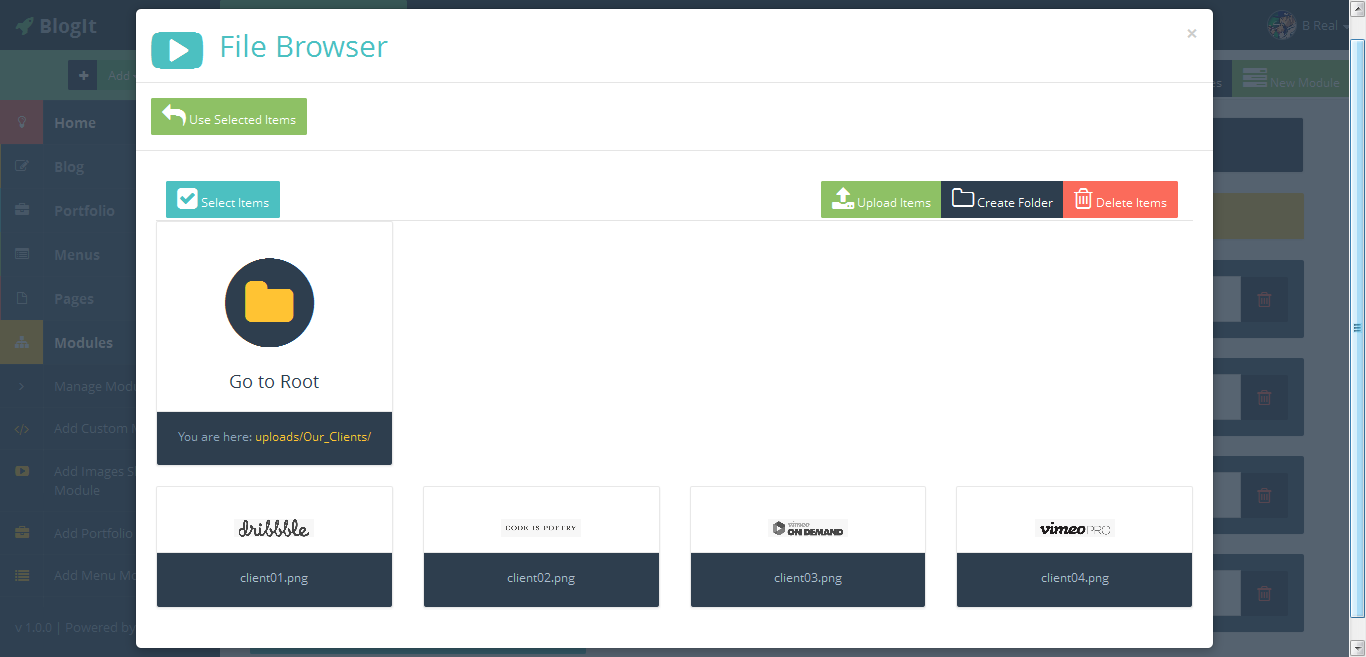 BlogIt
File Browser
×
B Real
Add
Use Selected Items
New Module
Home
Blog
Portfolio
Menus
Pages
Modules
Manage Mod
Add Custom
Add Images
Module
Add Portfolio
Add Menu
v 1.0.0 | Powered by
Select Items
Upload Items
Create Folder
Delete Items
Go to Root
You are here: uploads/Our_Clients/
dribbble
CODE IS POETRY
vimeo
ON DEMAND
vimeo PRO
client01.png
client02.png
client03.png
client04.png